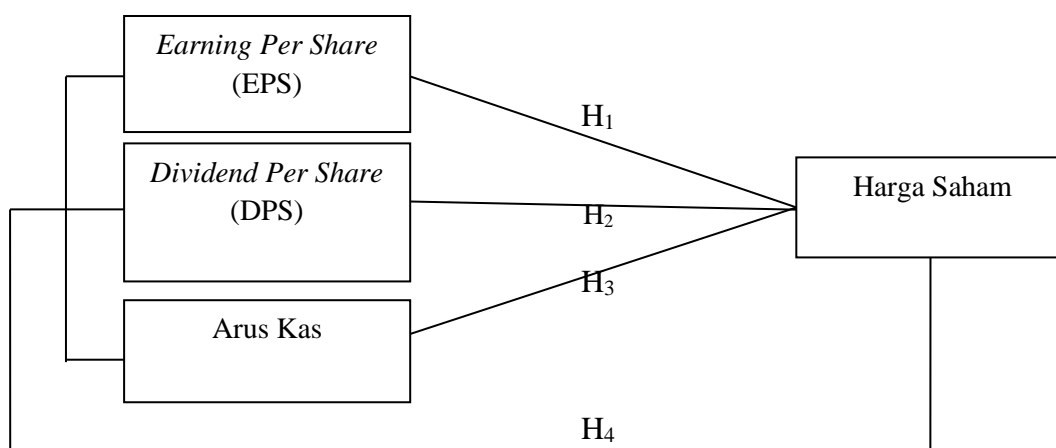 Earning Per Share
(EPS)
H₁
Dividend Per Share
(DPS)
Harga Saham
H₂
H₃
Arus Kas
H₄